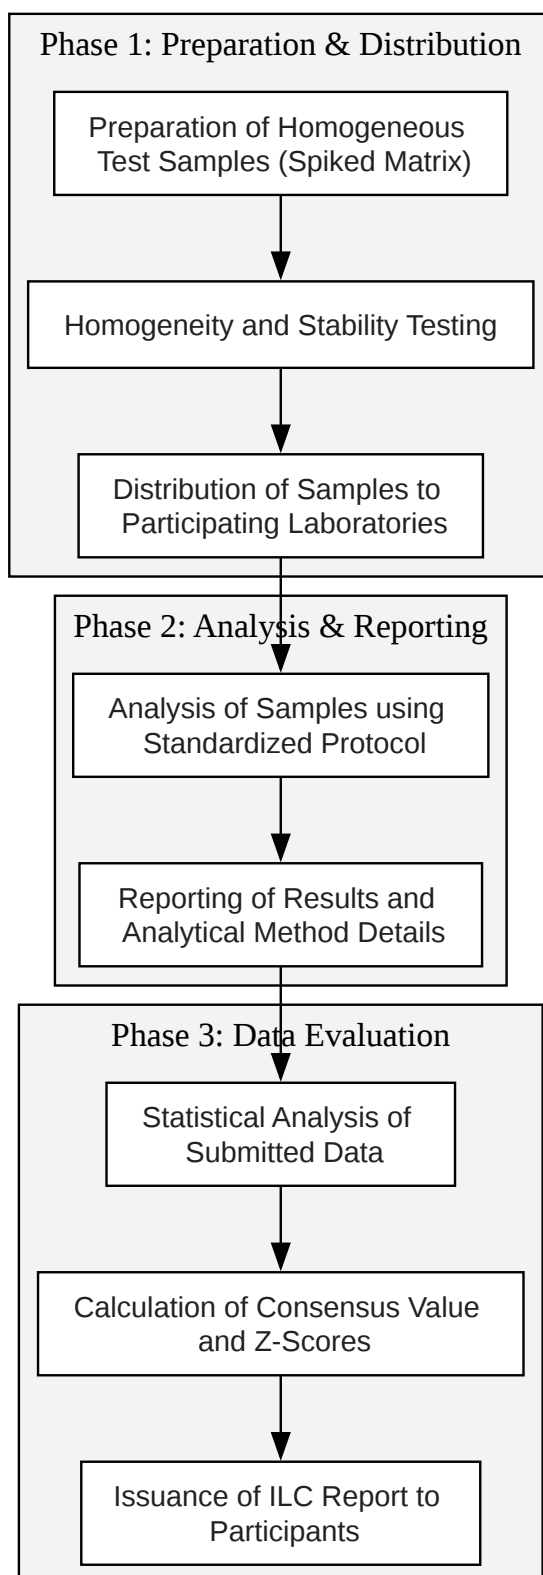 Phase 1: Preparation & Distribution
Preparation of Homogeneous
Test Samples (Spiked Matrix)
Homogeneity and Stability Testing
Distribution of Samples to
Participating Laboratories
Phase 2: Analysis & Reporting
Analysis of Samples using
Standardized Protocol
Reporting of Results and
Analytical Method Details
Phase 3: Data Evaluation
Statistical Analysis of
Submitted Data
Calculation of Consensus Value
and Z-Scores
Issuance of ILC Report to
Participants